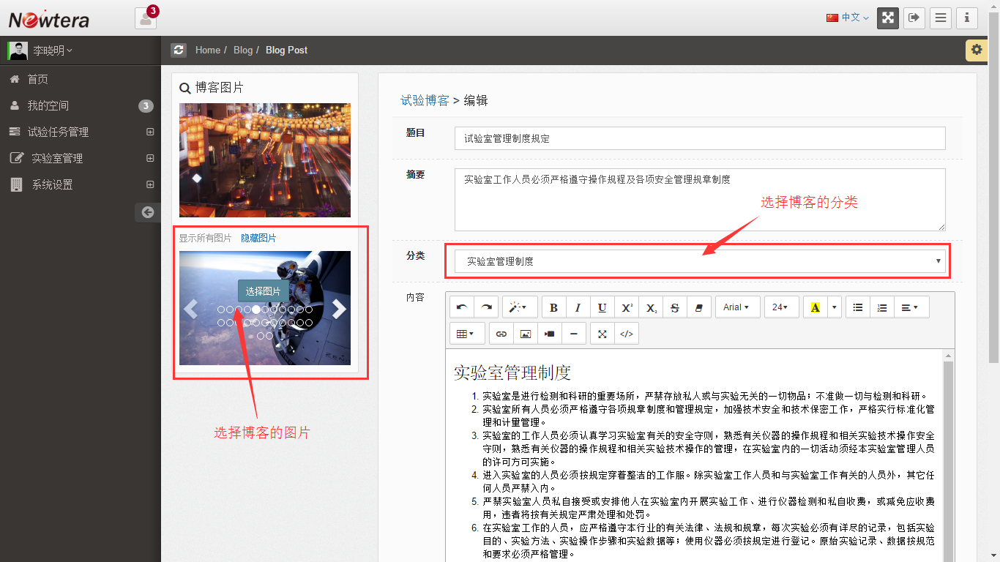 Newtera
3
中文
李晓明
Home / Blog / Blog Post
首页
我的空间
3
试验任务管理
实验室管理
系统设置
博客图片
显示所有图片 隐藏图片
选择图片
选择博客的图片
试验博客 > 编辑
题目
试验室管理制度规定
摘要
实验室工作人员必须严格遵守操作规程及各项安全管理规章制度
选择博客的分类
分类
实验室管理制度
内容
B I U X² X₂ S Arial 24 A
</>
实验室管理制度
1. 实验室是进行检测和科研的重要场所，严禁存放私人或与实验无关的一切物品；不准做一切与检测和科研。
2. 实验室所有人员必须严格遵守各项规章制度和管理规定，加强技术安全和技术保密工作，严格实行标准化管
理和计量管理。
3. 实验室的工作人员必须认真学习实验室有关的安全守则，熟悉有关仪器的操作规程和相关实验技术操作安全
守则，熟悉有关仪器的操作规程和相关实验技术操作的管理，在实验室内的一切活动须经本实验室管理人员
的许可方可实施。
4. 进入实验室的人员必须按规定穿着整洁的工作服。除实验室工作人员和与实验室工作有关的人员外，其它任
何人员严禁入内。
5. 严禁实验室人员私自接受或安排他人在实验室内开展实验工作、进行仪器检测和私自收费，或减免应收费
用，违者将按有关规定严肃处理和处罚。
6. 在实验室工作的人员，应严格遵守本行业的有关法律、法规和规章，每次实验必须有详尽的记录，包括实验
目的、实验方法、实验操作步骤和实验数据等；使用仪器必须按规定进行登记。原始实验记录、数据按规范
和要求必须严格管理。